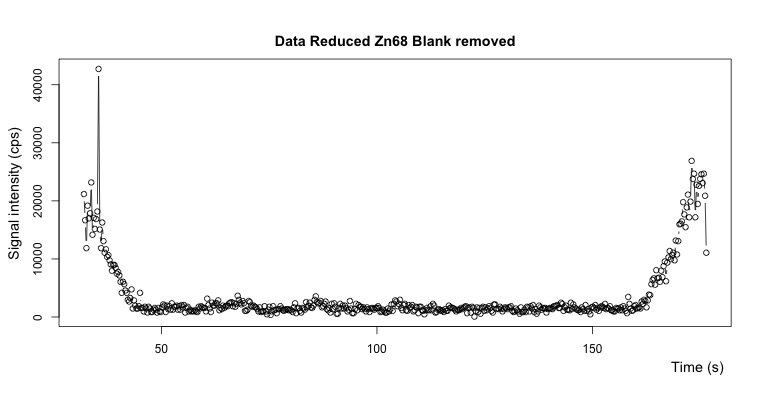 Data Reduced Zn68 Blank removed
Signal intensity (cps)
40000
30000
20000
10000
0
50 100 150
Time (s)